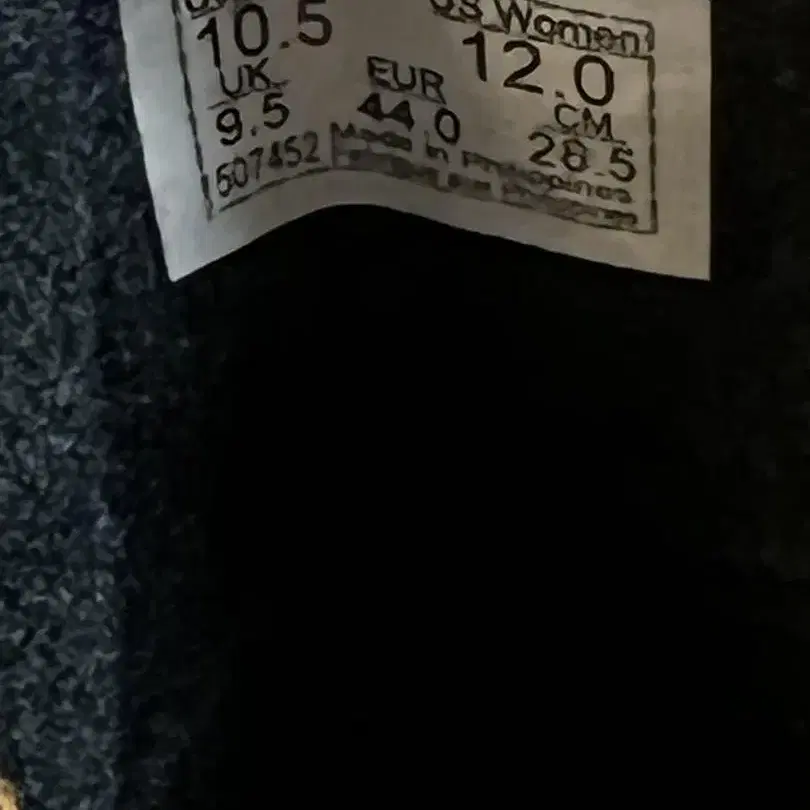 US Women
10.5 12.0
UK EUR CM
9.5 44.0 28.5
607452 Made in Philippines